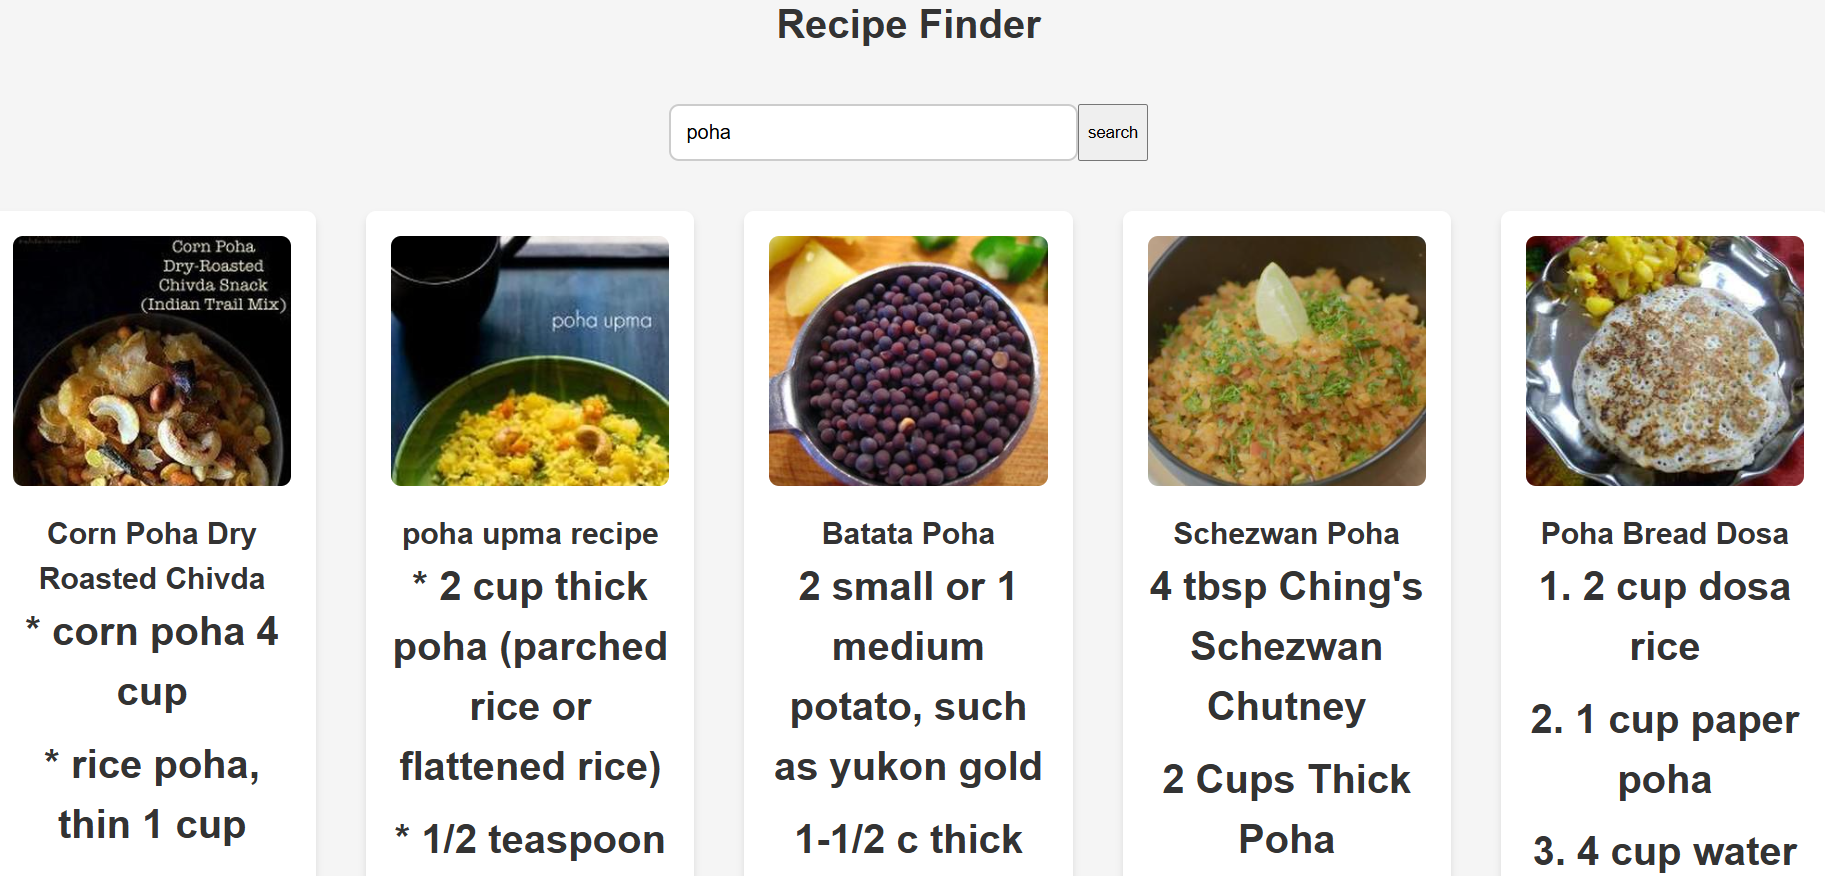 Recipe Finder
poha
search
Corn Poha
Dry-Roasted
Chivda Snack
(Indian Trail Mix)
Corn Poha Dry
Roasted Chivda
* corn poha 4
cup
* rice poha,
thin 1 cup
poha upma
poha upma recipe
* 2 cup thick
poha (parched
rice or
flattened rice)
* 1/2 teaspoon
Batata Poha
2 small or 1
medium
potato, such
as yukon gold
1-1/2 c thick
Schezwan Poha
4 tbsp Ching's
Schezwan
Chutney
2 Cups Thick
Poha
Poha Bread Dosa
1. 2 cup dosa
rice
2. 1 cup paper
poha
3. 4 cup water